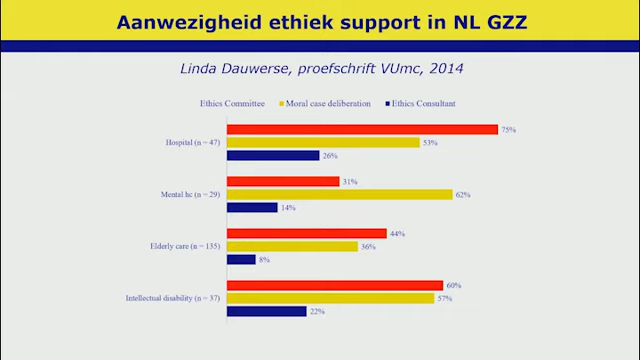 Aanwezigheid ethiek support in NL GZZ
Linda Dauwerse, proefschrift VUmc, 2014
Ethics Committee Moral case deliberation Ethics Consultant
75%
Hospital (n = 47) 53%
26%
31%
Mental hc (n = 29) 62%
14%
44%
Elderly care (n = 135) 36%
8%
60%
Intellectual disability (n = 37) 57%
22%